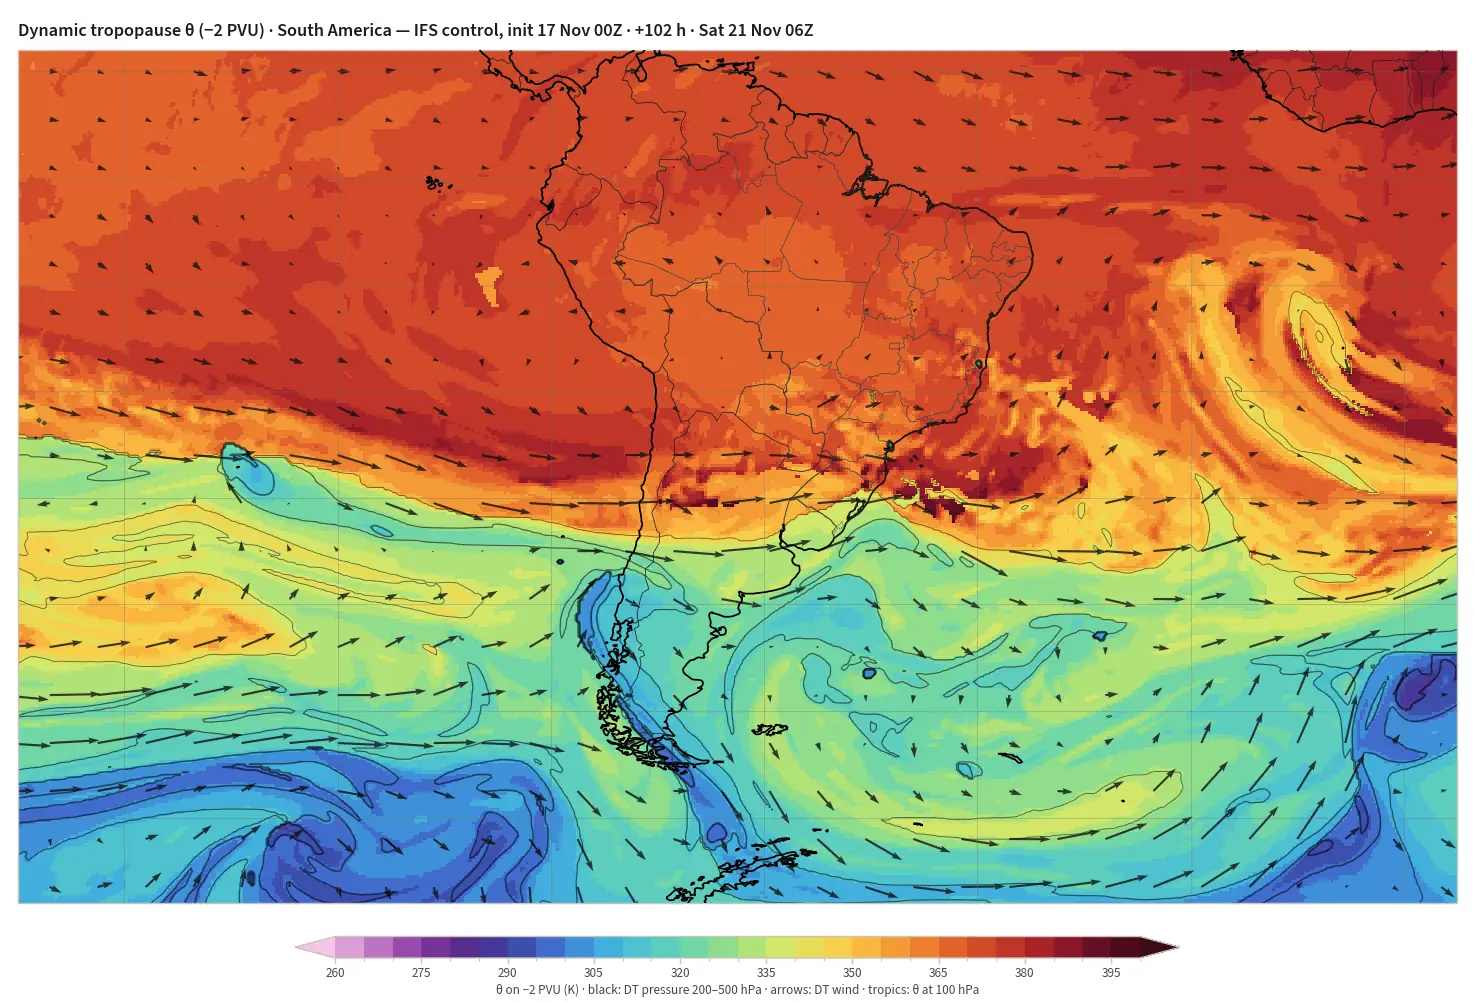 Dynamic tropopause θ (−2 PVU) · South America — IFS control, init 17 Nov 00Z · +102 h · Sat 21 Nov 06Z
260 275 290 305 320 335 350 365 380 395
θ on −2 PVU (K) · black: DT pressure 200–500 hPa · arrows: DT wind · tropics: θ at 100 hPa